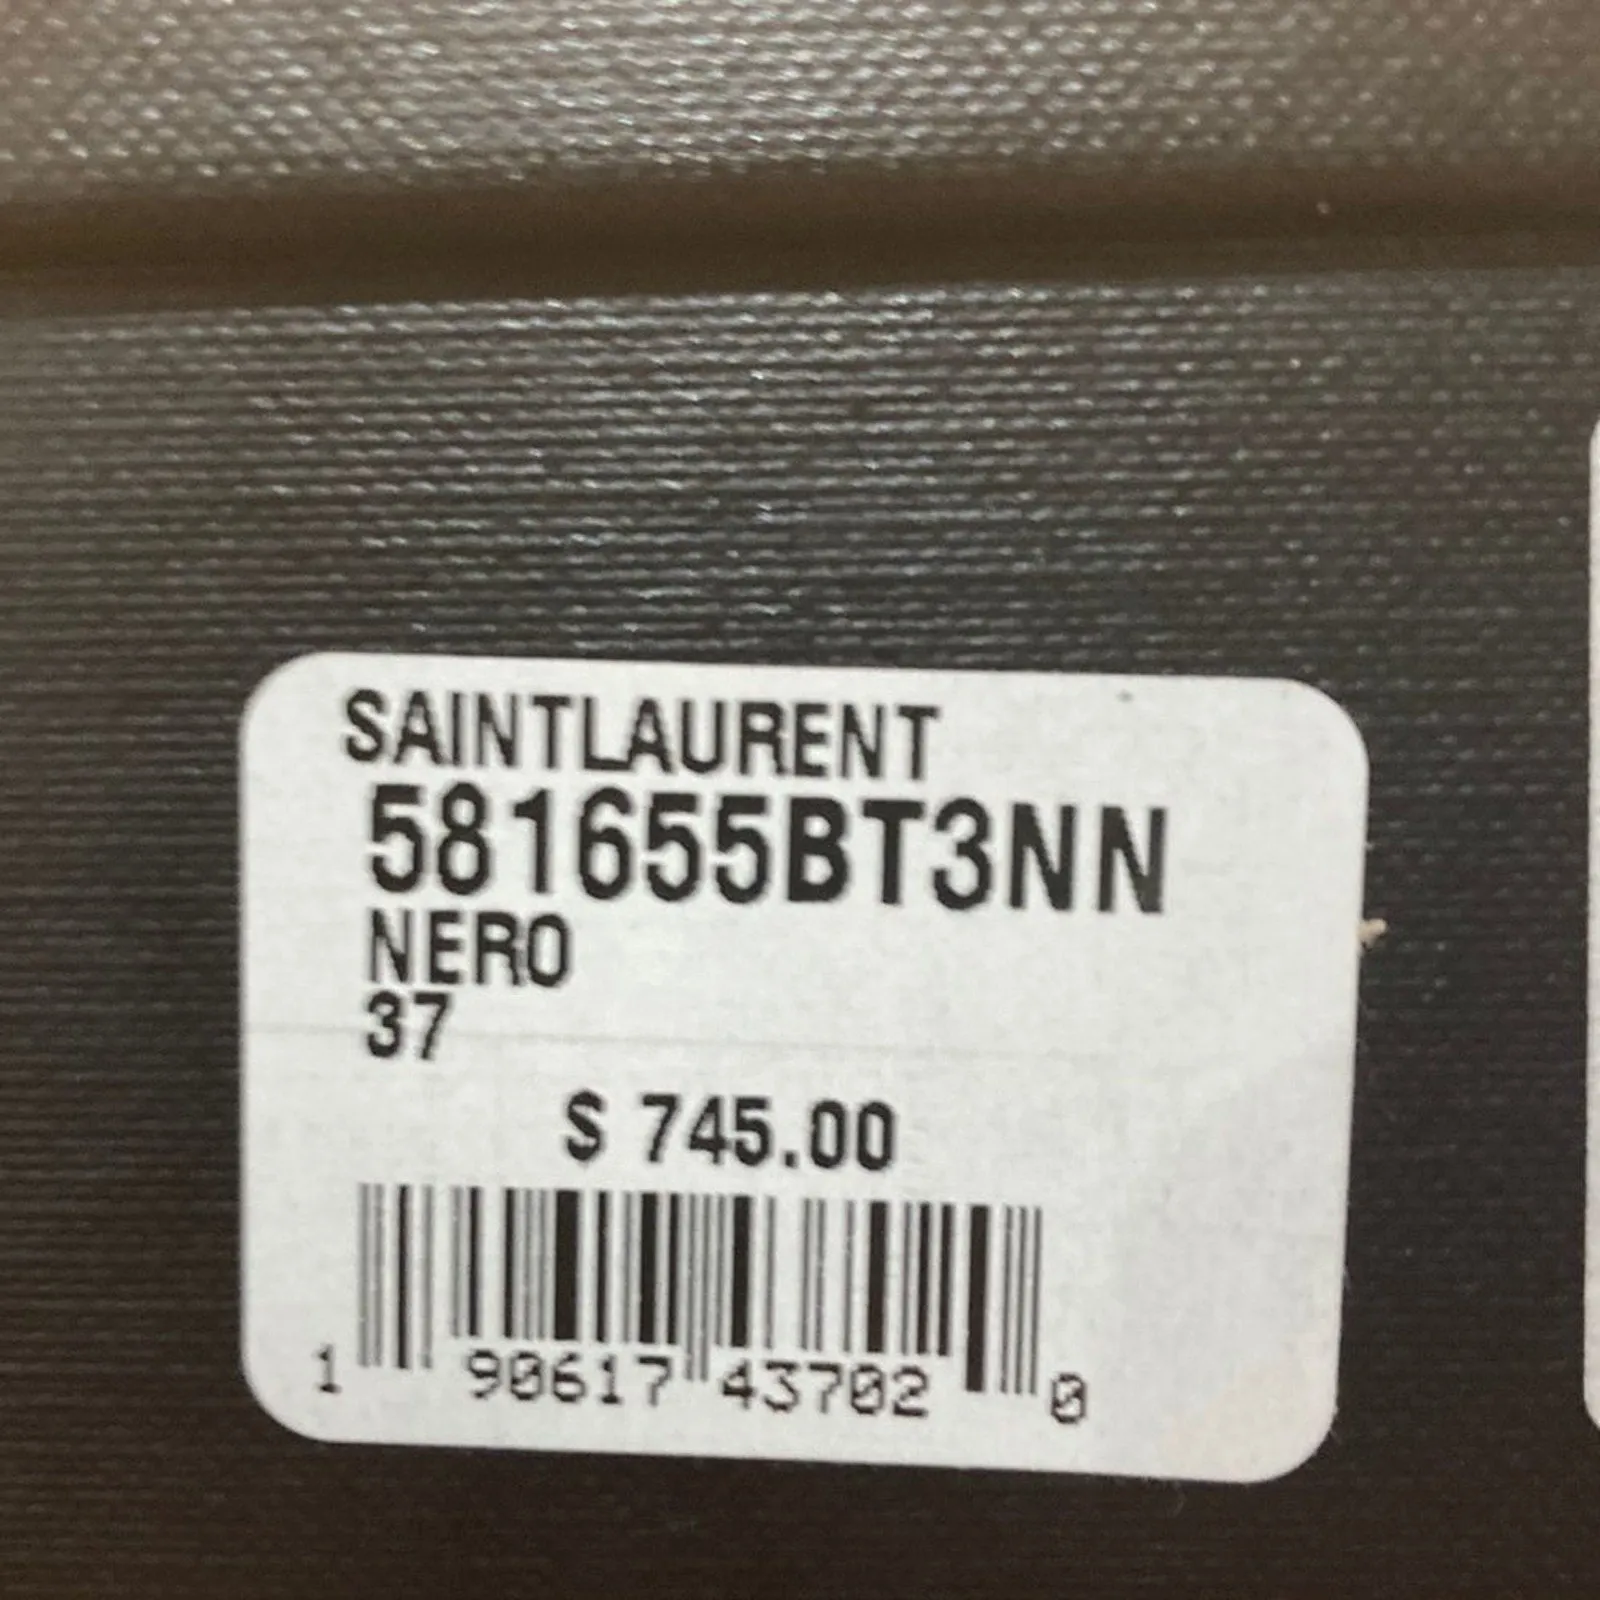 SAINTLAURENT
581655BT3NN
NERO
37
$ 745.00
1 90617 43702 0